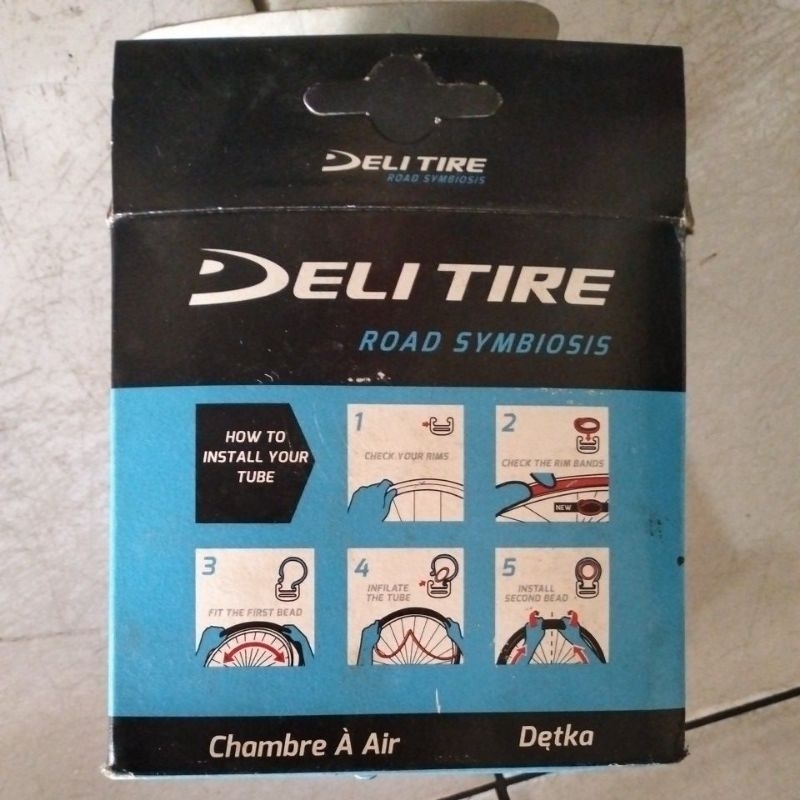 DELI TIRE
ROAD SYMBIOSIS
DELI TIRE
ROAD SYMBIOSIS
HOW TO
INSTALL YOUR
TUBE
1
CHECK YOUR RIMS
2
CHECK THE RIM BANDS
NEW
3
FIT THE FIRST BEAD
4
INFILATE
THE TUBE
5
INSTALL
SECOND BEAD
Chambre À Air
Dętka